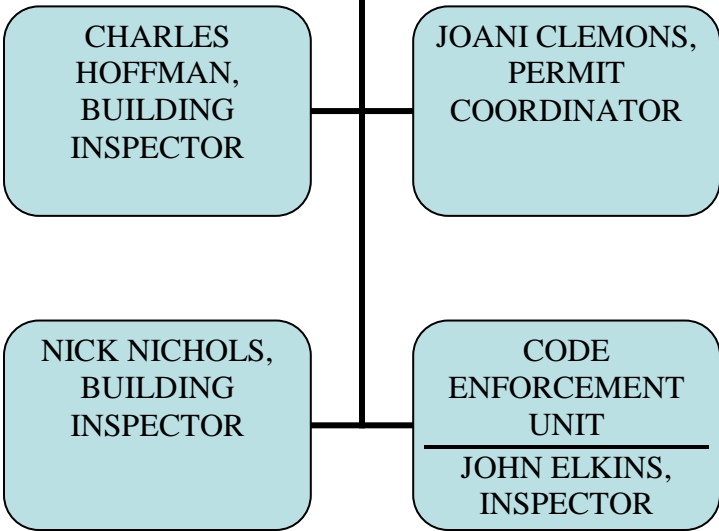 CHARLES
HOFFMAN,
BUILDING
INSPECTOR
JOANI CLEMONS,
PERMIT
COORDINATOR
NICK NICHOLS,
BUILDING
INSPECTOR
CODE
ENFORCEMENT
UNIT
JOHN ELKINS,
INSPECTOR